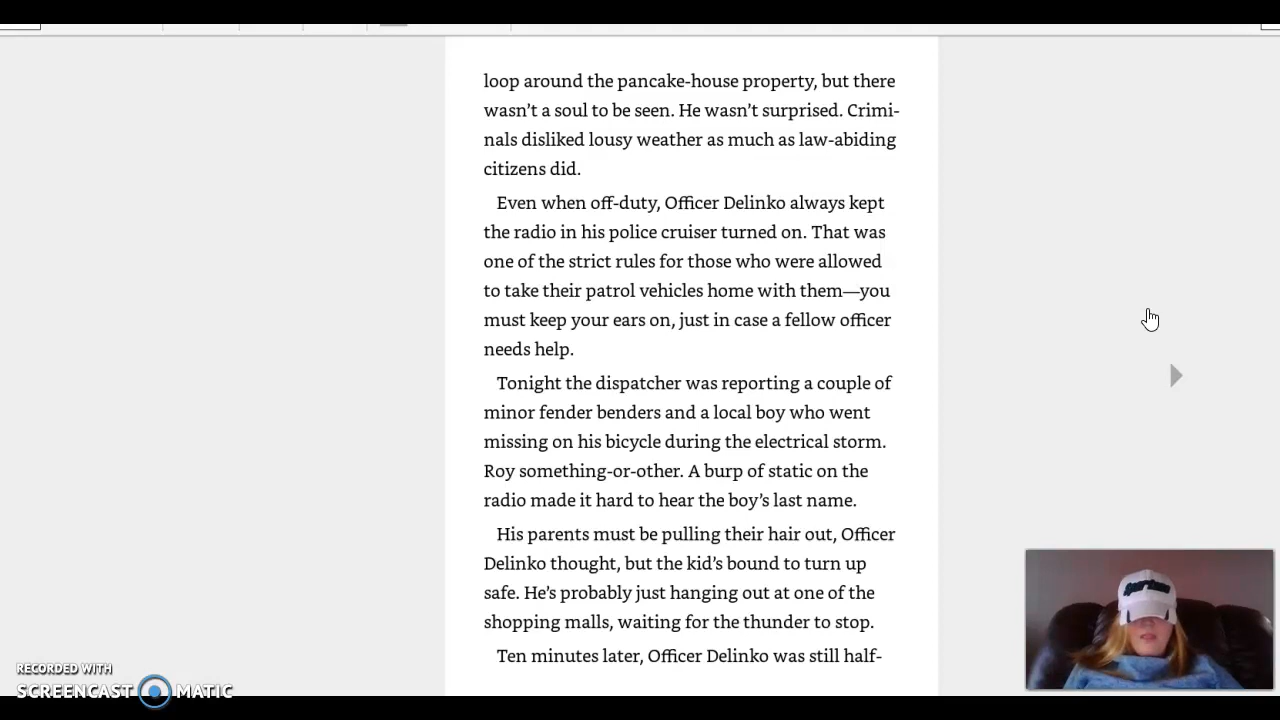 loop around the pancake-house property, but there
wasn’t a soul to be seen. He wasn’t surprised. Crimi-
nals disliked lousy weather as much as law-abiding
citizens did.
Even when off-duty, Officer Delinko always kept
the radio in his police cruiser turned on. That was
one of the strict rules for those who were allowed
to take their patrol vehicles home with them—you
must keep your ears on, just in case a fellow officer
needs help.
Tonight the dispatcher was reporting a couple of
minor fender benders and a local boy who went
missing on his bicycle during the electrical storm.
Roy something-or-other. A burp of static on the
radio made it hard to hear the boy’s last name.
His parents must be pulling their hair out, Officer
Delinko thought, but the kid’s bound to turn up
safe. He’s probably just hanging out at one of the
shopping malls, waiting for the thunder to stop.
Ten minutes later, Officer Delinko was still half-
RECORDED WITH
SCREENCAST MATIC